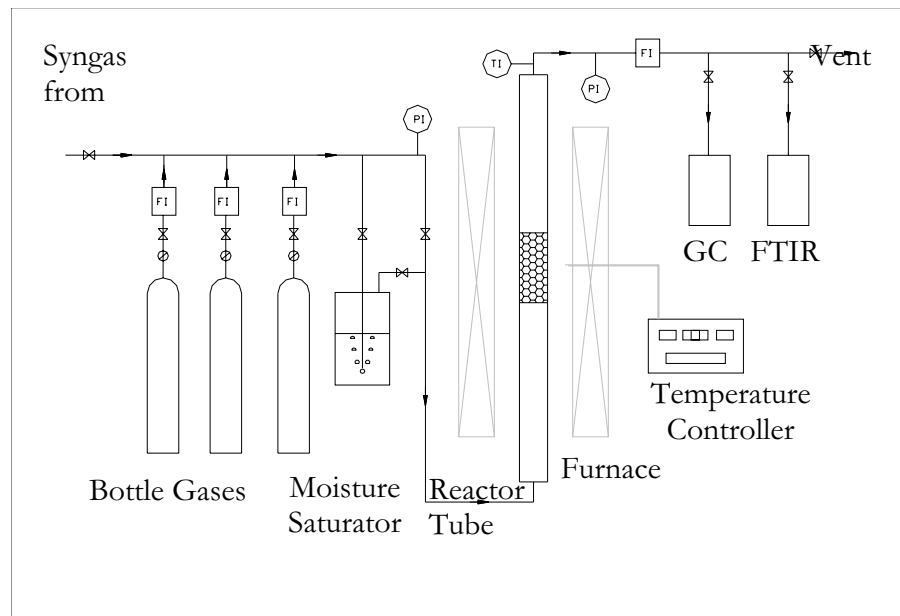 Syngas
from
Vent
TI
FI
PI
PI
FI
FI
FI
GC
FTIR
Temperature
Controller
Furnace
Bottle Gases
Moisture
Saturator
Reactor
Tube